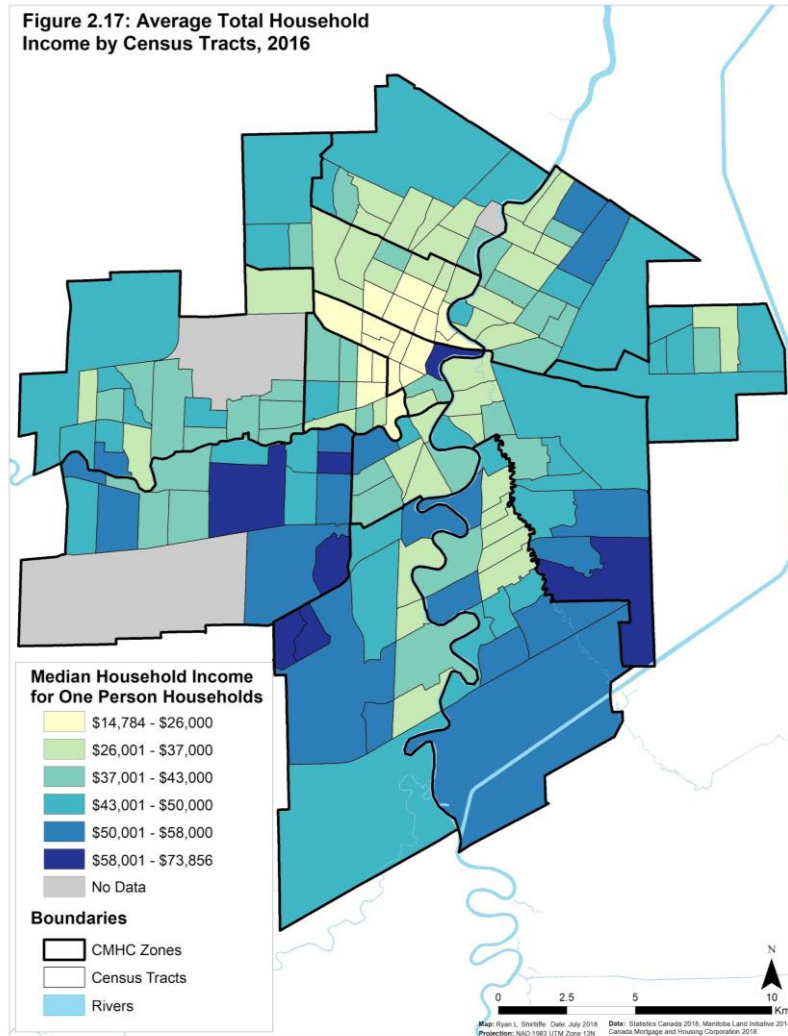 Figure 2.17: Average Total Household
Income by Census Tracts, 2016
Median Household Income
for One Person Households
$14,784 - $26,000
$26,001 - $37,000
$37,001 - $43,000
$43,001 - $50,000
$50,001 - $58,000
$58,001 - $73,856
No Data
Boundaries
CMHC Zones
Census Tracts
Rivers
N
0 2.5 5 10
Km
Map: Ryan L. Shirtliffe Date: July 2018 Data: Statistics Canada 2018, Manitoba Land Initiative
Projection: NAD 1983 UTM Zone 13N Canada Mortgage and Housing Corporation 2018